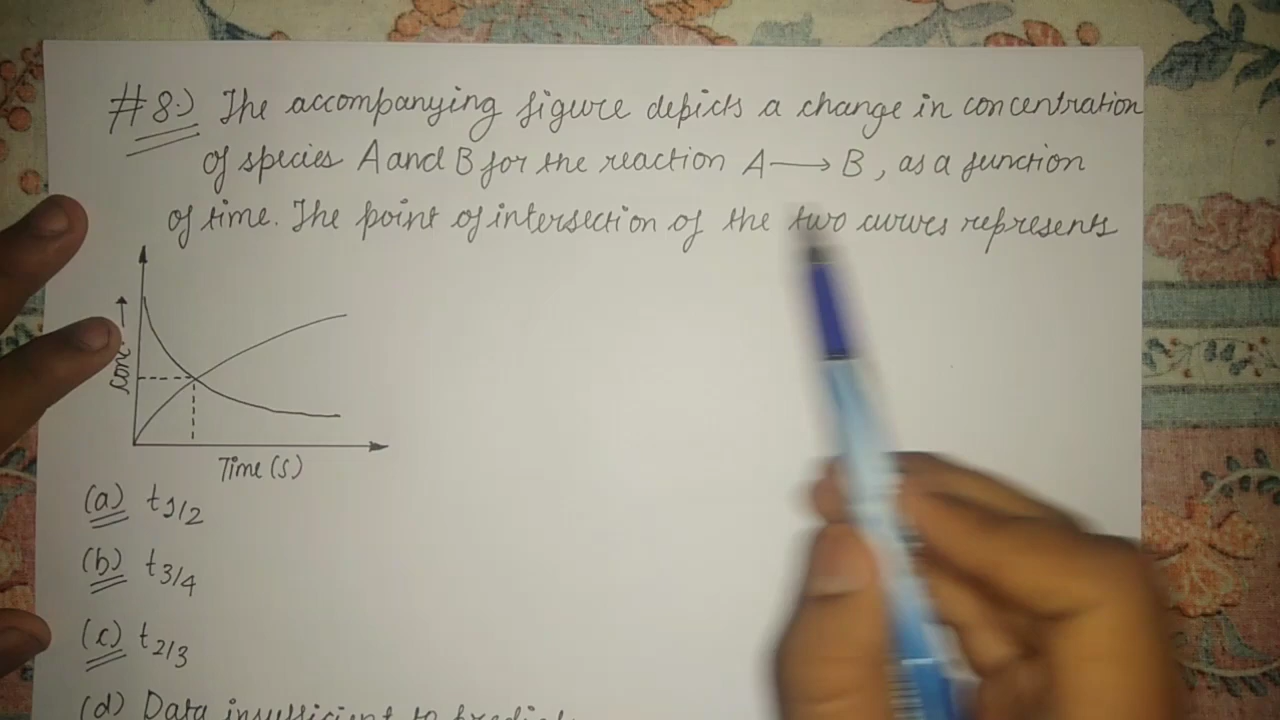 #8.) The accompanying figure depicts a change in concentration
of species A and B for the reaction A → B, as a function
of time. The point of intersection of the two curves represents
conc. →
Time (S)
(a) t1/2
(b) t3/4
(c) t2/3
(d) Data insufficient to predict